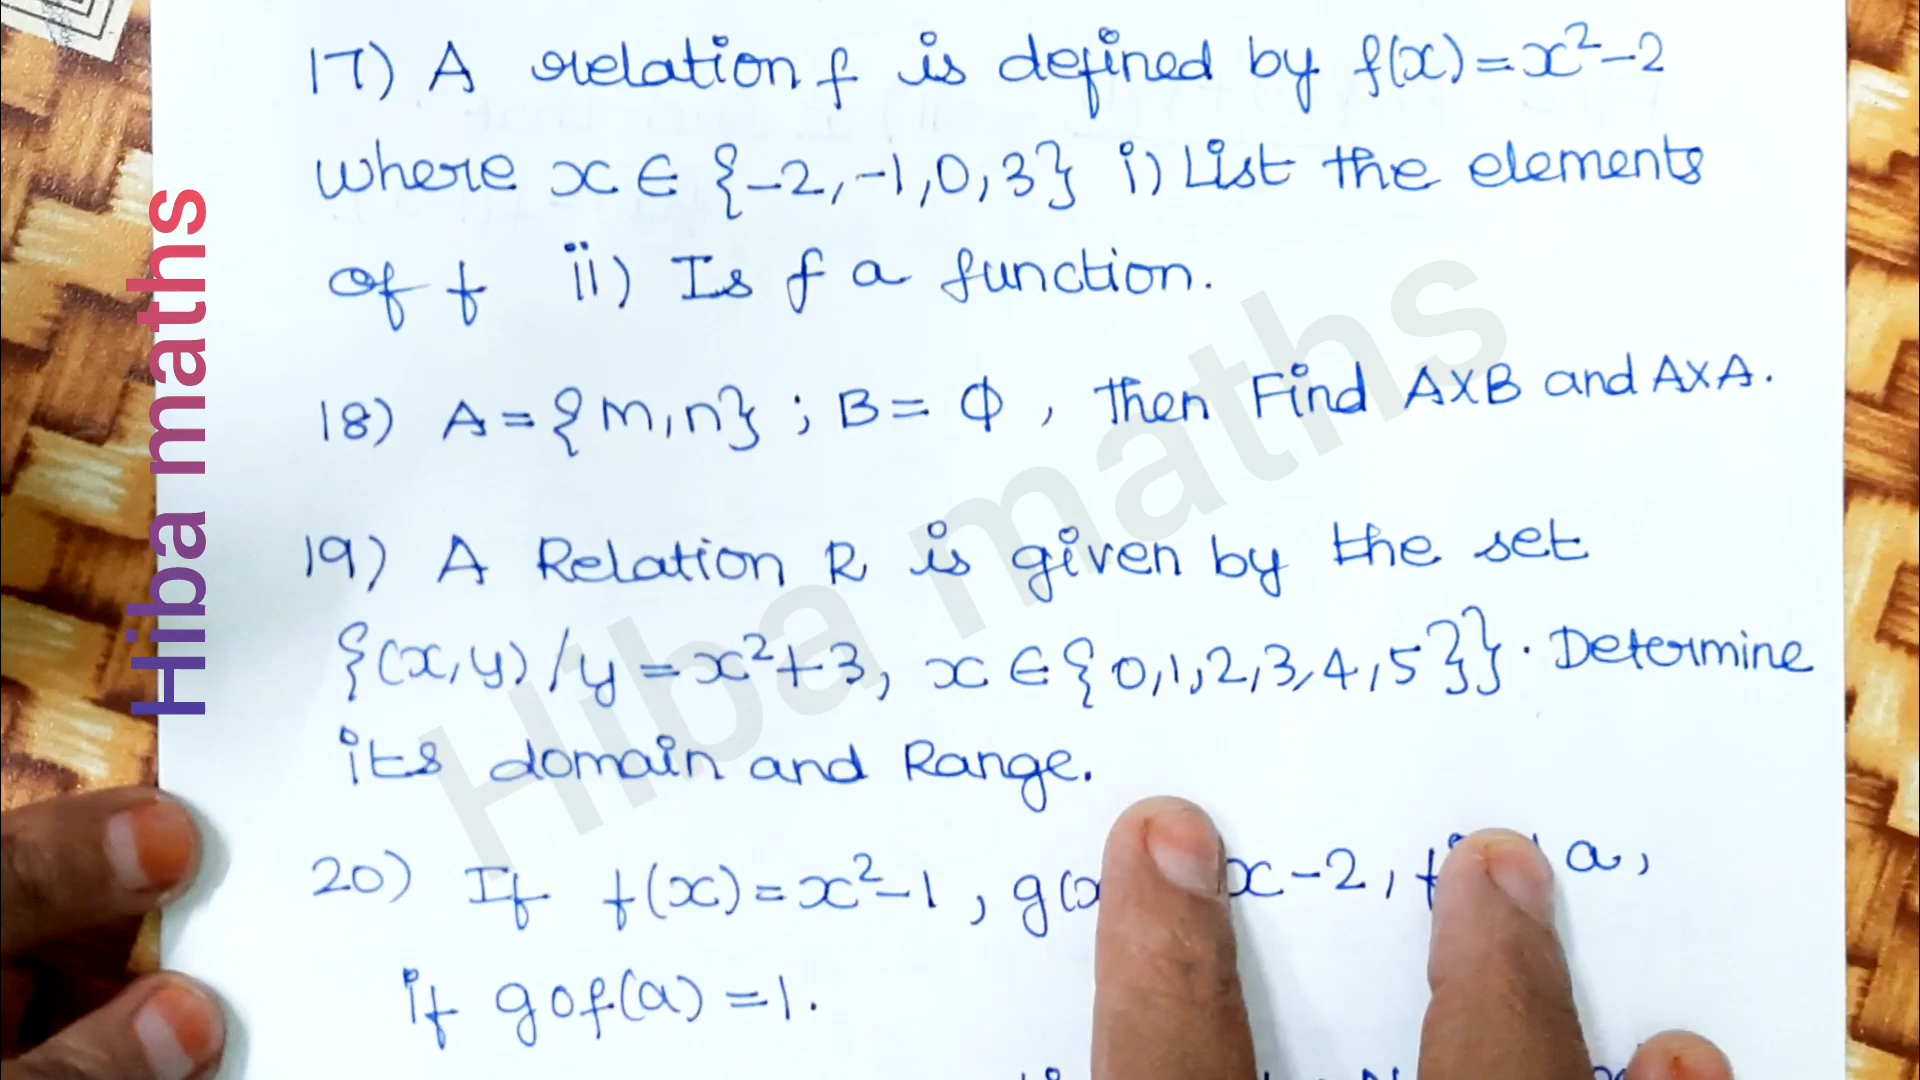 17) A relation f is defined by f(x) = x²-2
where x ∈ {-2, -1, 0, 3} i) List the elements
of f ii) Is f a function.
18) A = {m, n} ; B = Φ, Then Find A×B and A×A.
19) A Relation R is given by the set
{(x, y) / y = x²+3, x ∈ {0, 1, 2, 3, 4, 5}}. Determine
its domain and Range.
20) If f(x) = x²-1, g(x x-2, a,
if gof(a) = 1.
Hiba maths
Hiba maths